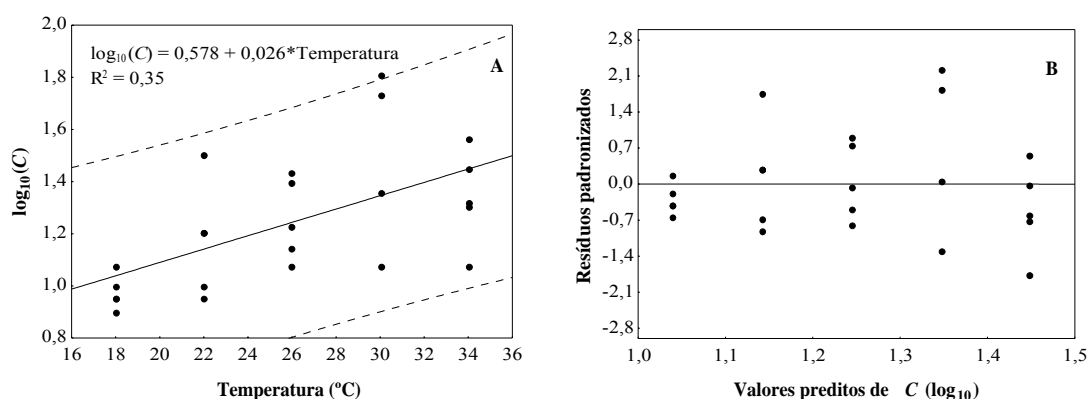 2,0
1,8
1,6
1,4
1,2
1,0
0,8
log10(C)
log₁₀(C) = 0,578 + 0,026*Temperatura
R² = 0,35
A
16 18 20 22 24 26 28 30 32 34 36
Temperatura (ºC)
2,8
2,1
1,4
0,7
0,0
-0,7
-1,4
-2,1
-2,8
Resíduos padronizados
B
1,0 1,1 1,2 1,3 1,4 1,5
Valores preditos de C (log₁₀)